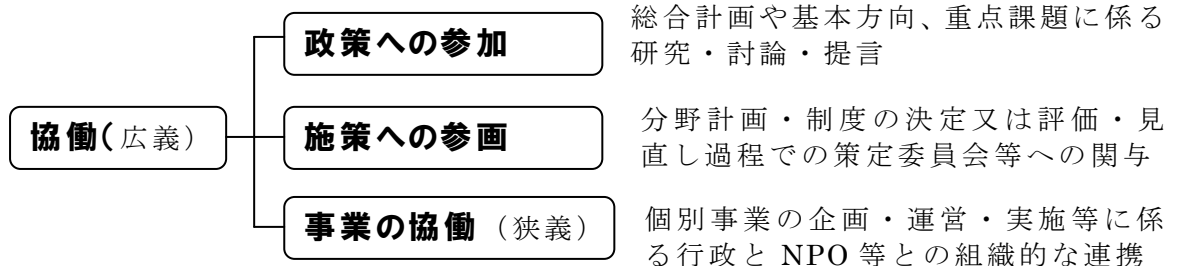 政策への参加
総合計画や基本方向、重点課題に係る
研究・討論・提言
協働(広義)
施策への参画
分野計画・制度の決定又は評価・見
直し過程での策定委員会等への関与
事業の協働(狭義)
個別事業の企画・運営・実施等に係
る行政と NPO 等との組織的な連携